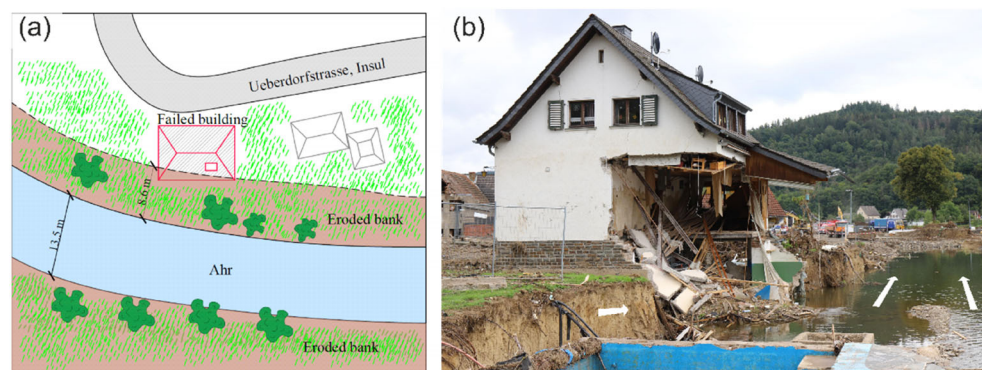 (a)
Ueberdorfstrasse, Insul
Failed building
8.6 m
Eroded bank
13.5 m
Ahr
Eroded bank
(b)